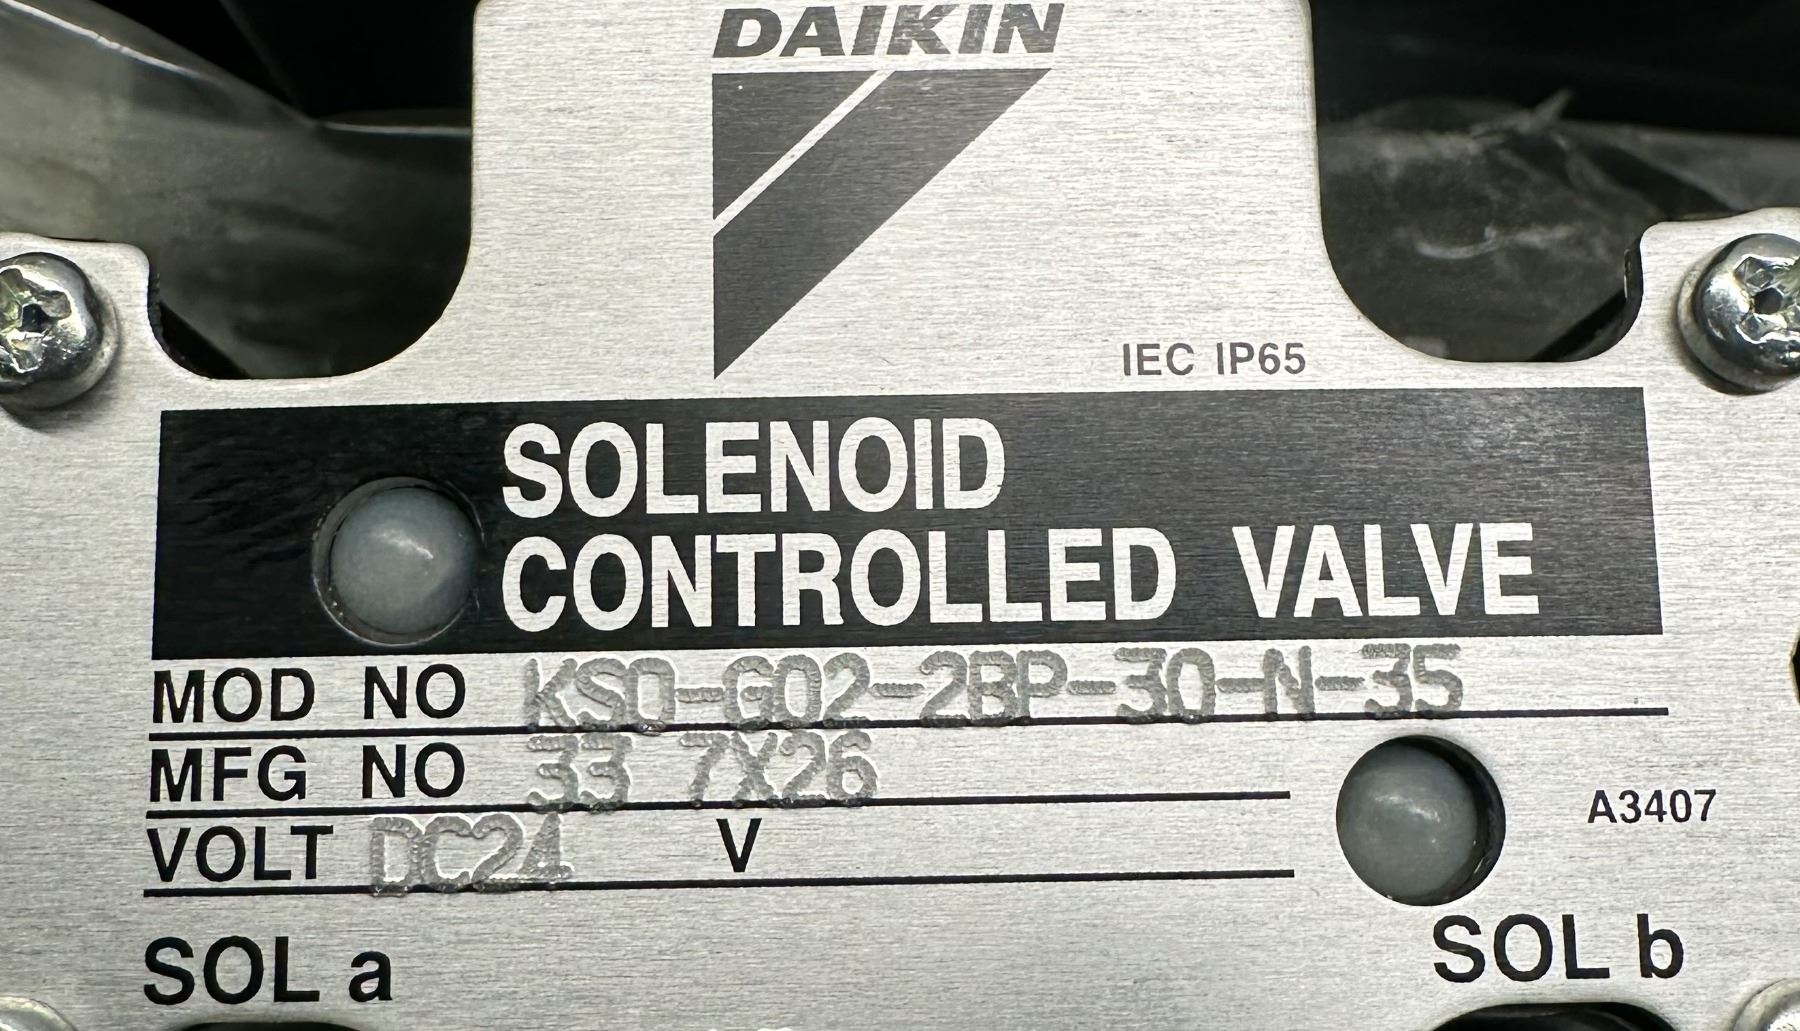 DAIKIN
IEC IP65
SOLENOID
CONTROLLED VALVE
MOD NO KSO-G02-2BP-30-N-35
MFG NO 33 7X26
VOLT DC24 V
A3407
SOL a
SOL b